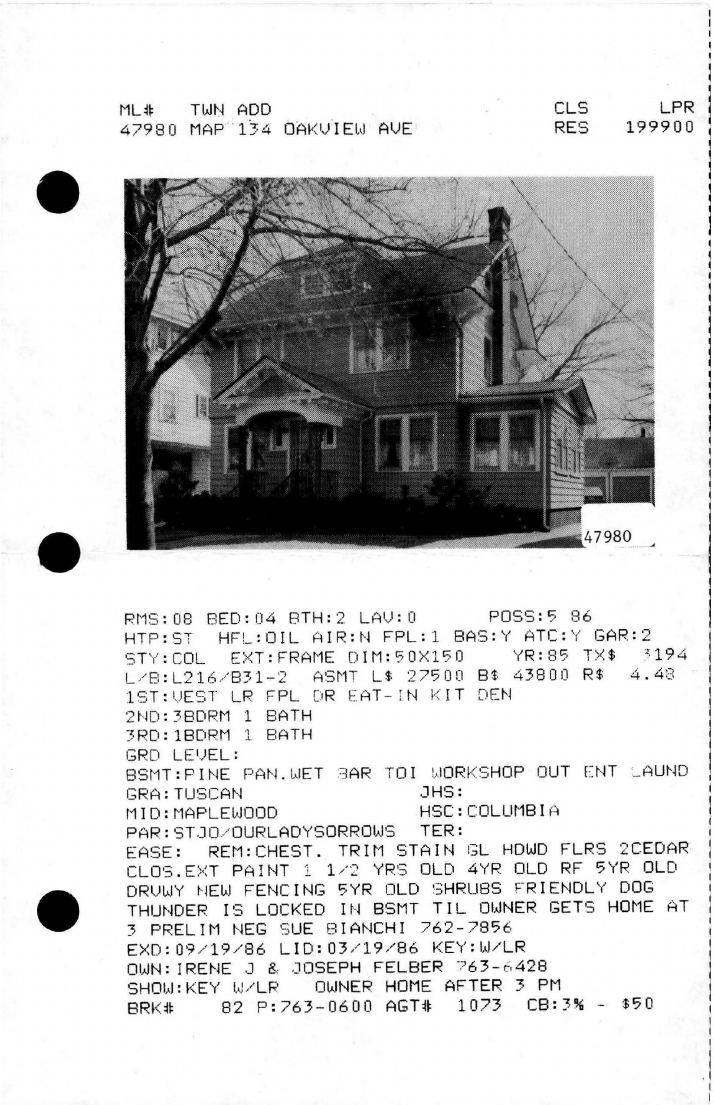 ML#   TWN ADD   CLS   LPR
47980 MAP 134 OAKVIEW AVE   RES   199900
47980
RMS:08 BED:04 BTH:2 LAV:0   POSS:5 86
HTP:ST   HFL:OIL AIR:N FPL:1 BAS:Y ATC:Y GAR:2
STY:COL   EXT:FRAME DIM:50X150   YR:85 TX$   3194
L/B:L216/B31-2   ASMT L$ 27500 B$ 43800 R$   4.48
1ST:VEST LR FPL DR EAT-IN KIT DEN
2ND:3BDRM 1 BATH
3RD:1BDRM 1 BATH
GRD LEVEL:
BSMT:PINE PAN.WET BAR TOI WORKSHOP OUT ENT LAUND
GRA:TUSCAN   JHS:
MID:MAPLEWOOD   HSC:COLUMBIA
PAR:STJO/OURLADYSORROWS   TER:
EASE:   REM:CHEST. TRIM STAIN GL HDWD FLRS 2CEDAR
CLOS.EXT PAINT 1 1/2 YRS OLD 4YR OLD RF 5YR OLD
DRVWY NEW FENCING 5YR OLD SHRUBS FRIENDLY DOG
THUNDER IS LOCKED IN BSMT TIL OWNER GETS HOME AT
3 PRELIM NEG SUE BIANCHI 762-7856
EXD:09/19/86 LID:03/19/86 KEY:W/LR
OWN:IRENE J & JOSEPH FELBER 763-6428
SHOW:KEY W/LR   OWNER HOME AFTER 3 PM
BRK#   82 P:763-0600 AGT#   1073   CB:3% - $50